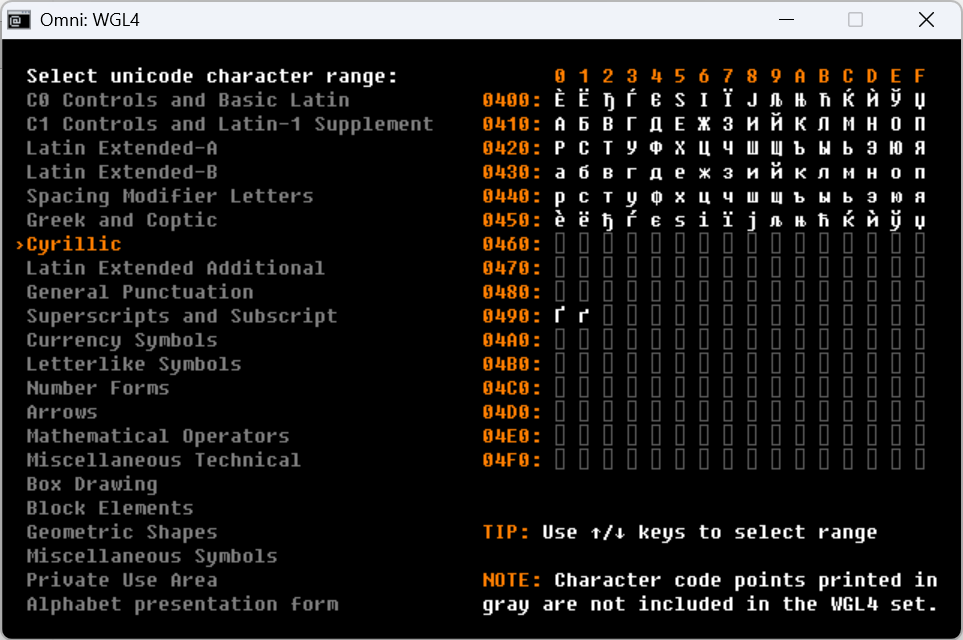 Omni: WGL4
Select unicode character range:
C0 Controls and Basic Latin
C1 Controls and Latin-1 Supplement
Latin Extended-A
Latin Extended-B
Spacing Modifier Letters
Greek and Coptic
›Cyrillic
Latin Extended Additional
General Punctuation
Superscripts and Subscript
Currency Symbols
Letterlike Symbols
Number Forms
Arrows
Mathematical Operators
Miscellaneous Technical
Box Drawing
Block Elements
Geometric Shapes
Miscellaneous Symbols
Private Use Area
Alphabet presentation form
0 1 2 3 4 5 6 7 8 9 A B C D E F
0400: Ѐ Ё Ђ Ѓ Є Ѕ І Ї Ј Љ Њ Ћ Ќ Ѝ Ў Џ
0410: А Б В Г Д Е Ж З И Й К Л М Н О П
0420: Р С Т У Ф Х Ц Ч Ш Щ Ъ Ы Ь Э Ю Я
0430: а б в г д е ж з и й к л м н о п
0440: р с т у ф х ц ч ш щ ъ ы ь э ю я
0450: ѐ ё ђ ѓ є ѕ і ї ј љ њ ћ ќ ѝ ў џ
0460:
0470:
0480:
0490: Ґ ґ
04A0:
04B0:
04C0:
04D0:
04E0:
04F0:
TIP: Use ↑/↓ keys to select range
NOTE: Character code points printed in
gray are not included in the WGL4 set.